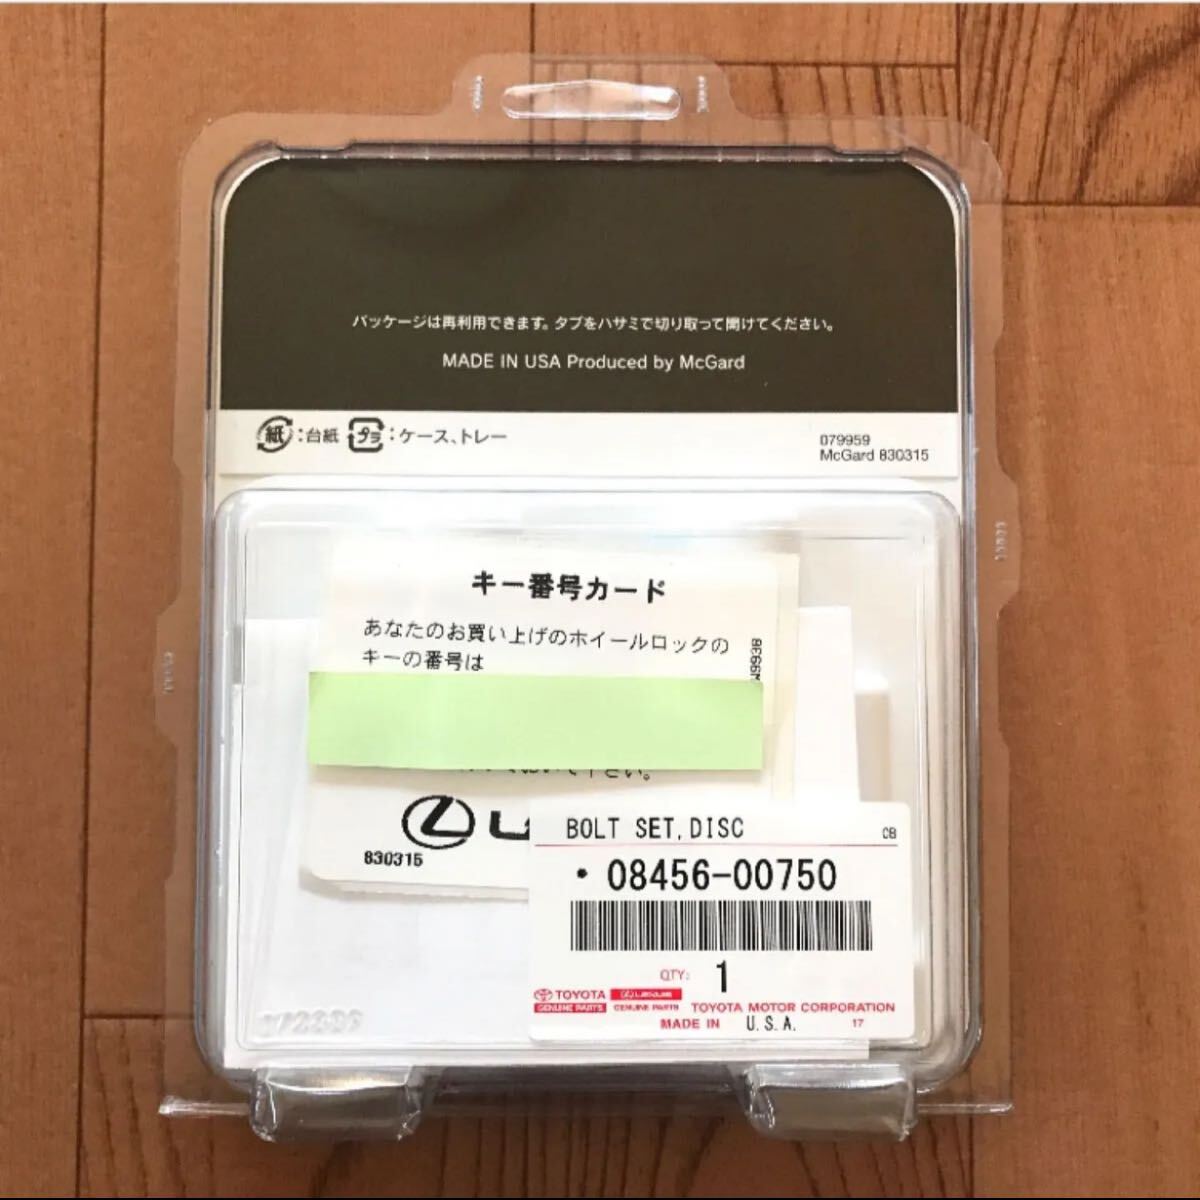 パッケージは再利用できます。タブをハサミで切り取って開けてください。
MADE IN USA Produced by McGard
紙:台紙 プラ:ケース、トレー
079959
McGard 830315
キー番号カード
あなたのお買い上げのホイールロックの
キーの番号は
下さい。
830315
BOLT SET,DISC CB
・08456-00750
QTY: 1
TOYOTA LEXUS
GENUINE PARTS GENUINE PARTS TOYOTA MOTOR CORPORATION
MADE IN U.S.A. 17